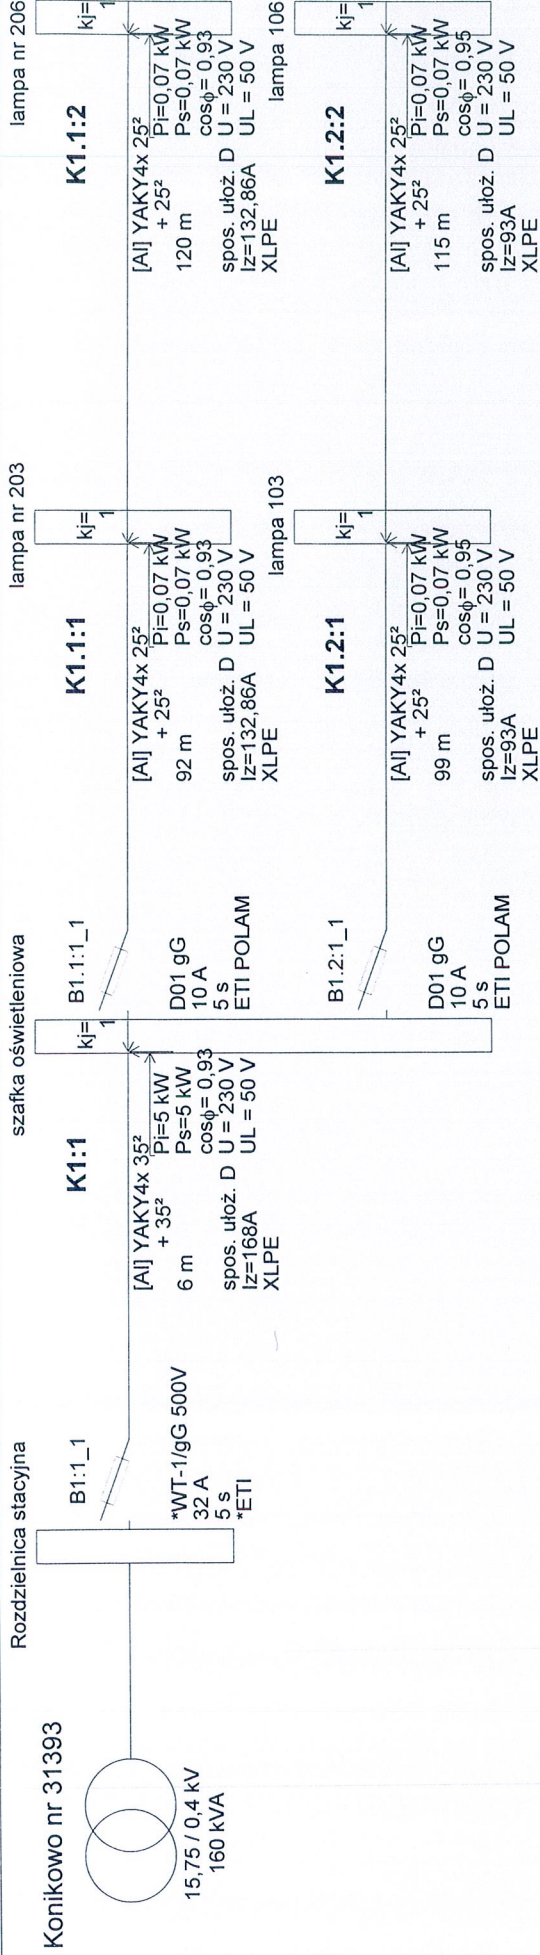 Konikowo nr 31393
15,75 / 0,4 kV
160 kVA
Rozdzielnica stacyjna
B1:1_1
*WT-1/gG 500V
32 A
5 s
*ETI
K1:1
[Al] YAKY4x 35²
+ 35²
6 m
spos. ułoż. D
Iz=168A
XLPE
szafka oświetleniowa
kj=
1
Pi=5 kW
Ps=5 kW
cosϕ= 0,93
U = 230 V
UL = 50 V
B1.1:1_1
D01 gG
10 A
5 s
ETI POLAM
K1.1:1
[Al] YAKY4x 25²
+ 25²
92 m
spos. ułoż. D
Iz=132,86A
XLPE
lampa nr 203
kj=
1
Pi=0,07 kW
Ps=0,07 kW
cosϕ= 0,93
U = 230 V
UL = 50 V
K1.1:2
[Al] YAKY4x 25²
+ 25²
120 m
spos. ułoż. D
Iz=132,86A
XLPE
lampa nr 206
kj=
1
Pi=0,07 kW
Ps=0,07 kW
cosϕ= 0,93
U = 230 V
UL = 50 V
B1.2:1_1
D01 gG
10 A
5 s
ETI POLAM
K1.2:1
[Al] YAKY4x 25²
+ 25²
99 m
spos. ułoż. D
Iz=93A
XLPE
lampa 103
kj=
1
Pi=0,07 kW
Ps=0,07 kW
cosϕ= 0,95
U = 230 V
UL = 50 V
K1.2:2
[Al] YAKY4x 25²
+ 25²
115 m
spos. ułoż. D
Iz=93A
XLPE
lampa 106
kj=
1
Pi=0,07 kW
Ps=0,07 kW
cosϕ= 0,95
U = 230 V
UL = 50 V